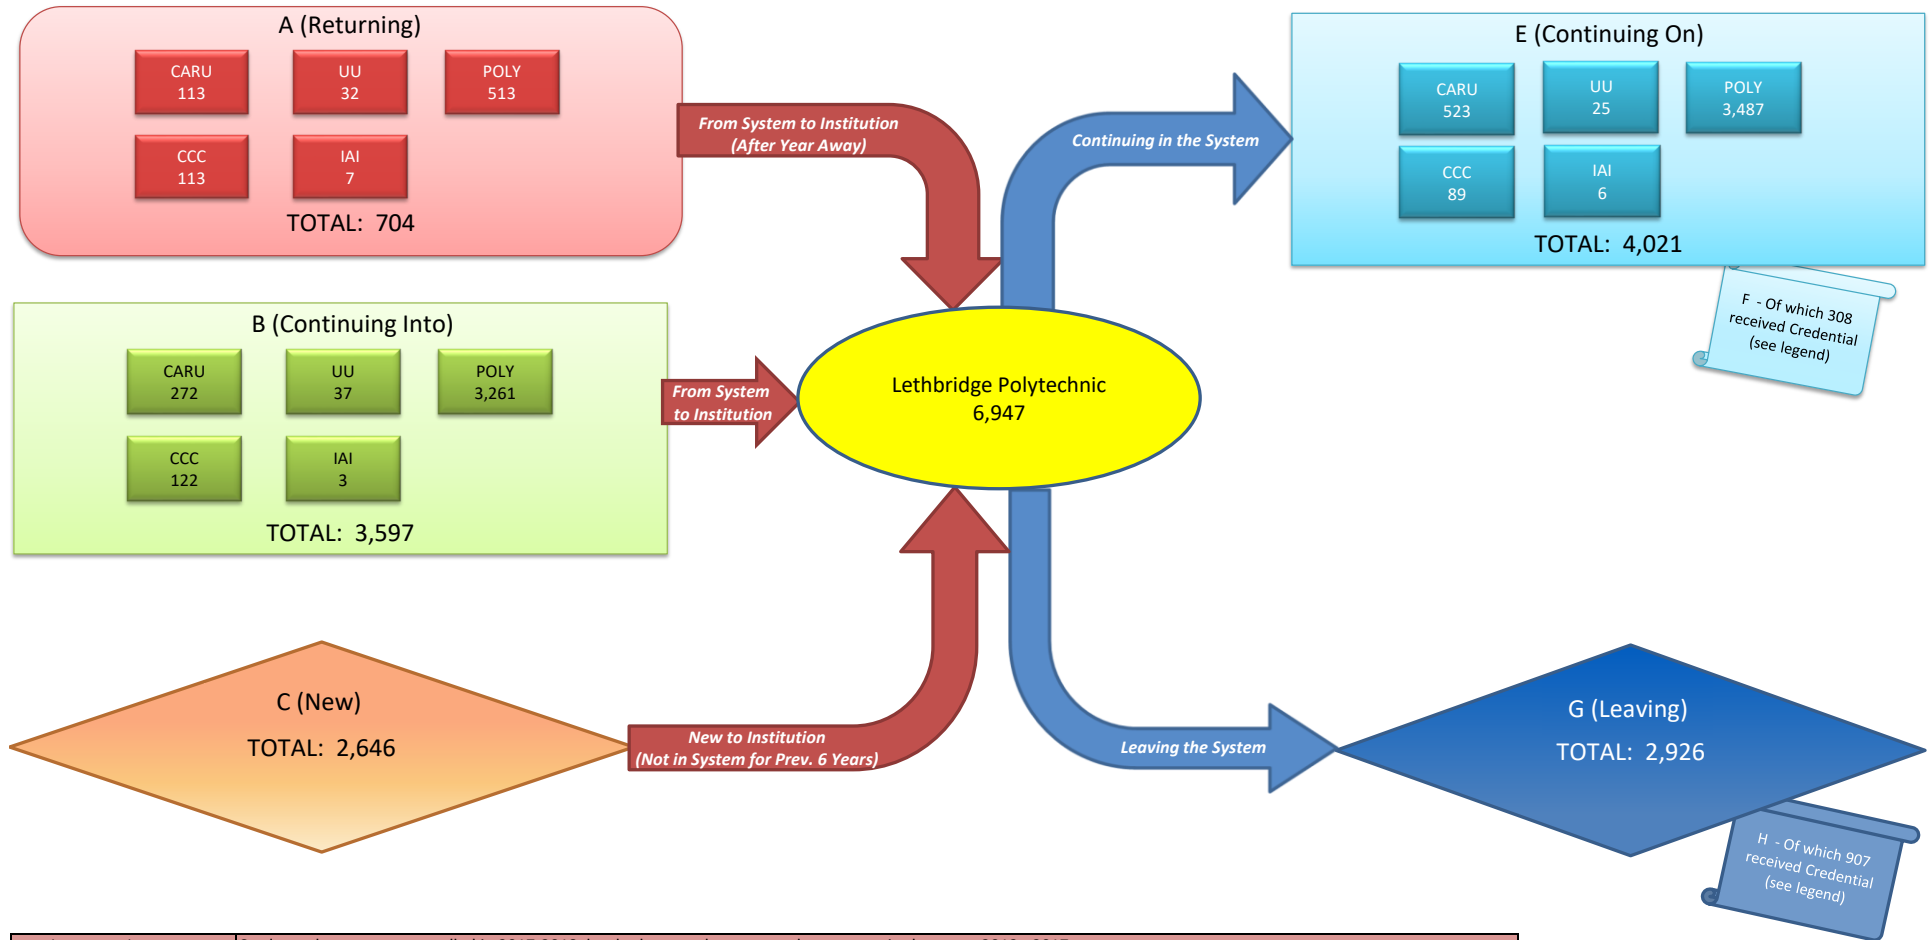 A (Returning)
CARU
113
UU
32
POLY
513
CCC
113
IAI
7
TOTAL: 704
From System to Institution
(After Year Away)
B (Continuing Into)
CARU
272
UU
37
POLY
3,261
CCC
122
IAI
3
TOTAL: 3,597
From System
to Institution
C (New)
TOTAL: 2,646
New to Institution
(Not in System for Prev. 6 Years)
Lethbridge Polytechnic
6,947
Continuing in the System
E (Continuing On)
CARU
523
UU
25
POLY
3,487
CCC
89
IAI
6
TOTAL: 4,021
F - Of which 308
received Credential
(see legend)
Leaving the System
G (Leaving)
TOTAL: 2,926
H - Of which 907
received Credential
(see legend)